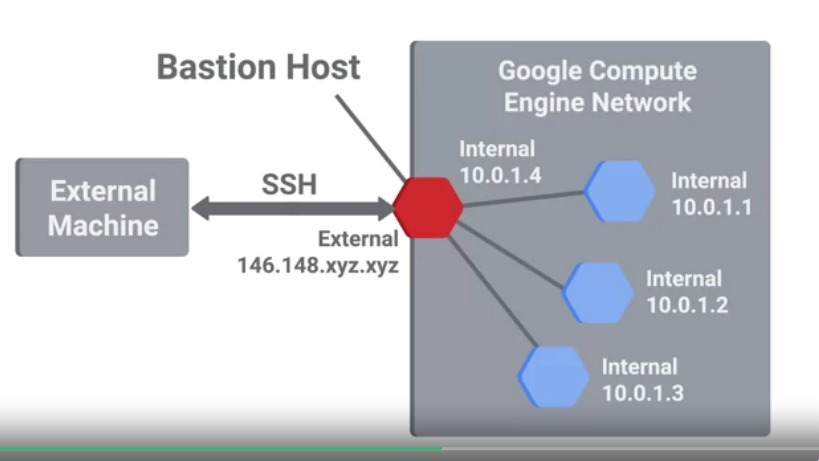 Bastion Host
Google Compute
Engine Network
External
Machine
SSH
External
146.148.xyz.xyz
Internal
10.0.1.4
Internal
10.0.1.1
Internal
10.0.1.2
Internal
10.0.1.3